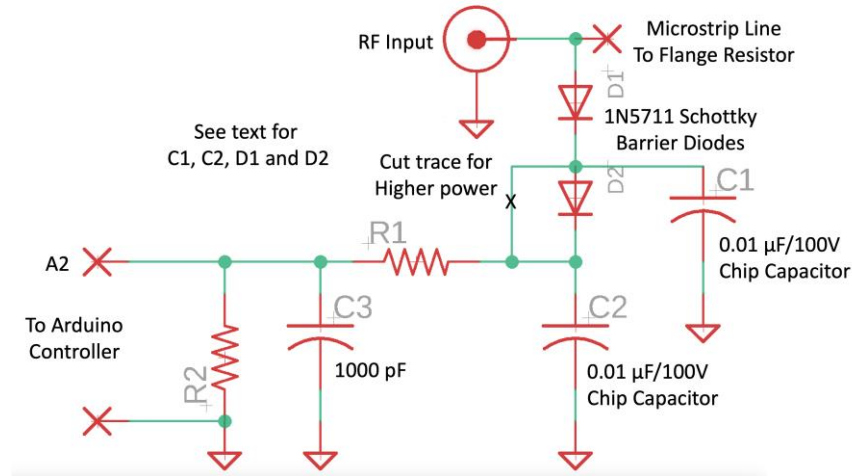 RF Input
Microstrip Line
To Flange Resistor
D1
1N5711 Schottky
Barrier Diodes
See text for
C1, C2, D1 and D2
Cut trace for
Higher power
X
D2
C1
0.01 µF/100V
Chip Capacitor
R1
A2
To Arduino
Controller
R2
C3
1000 pF
C2
0.01 µF/100V
Chip Capacitor